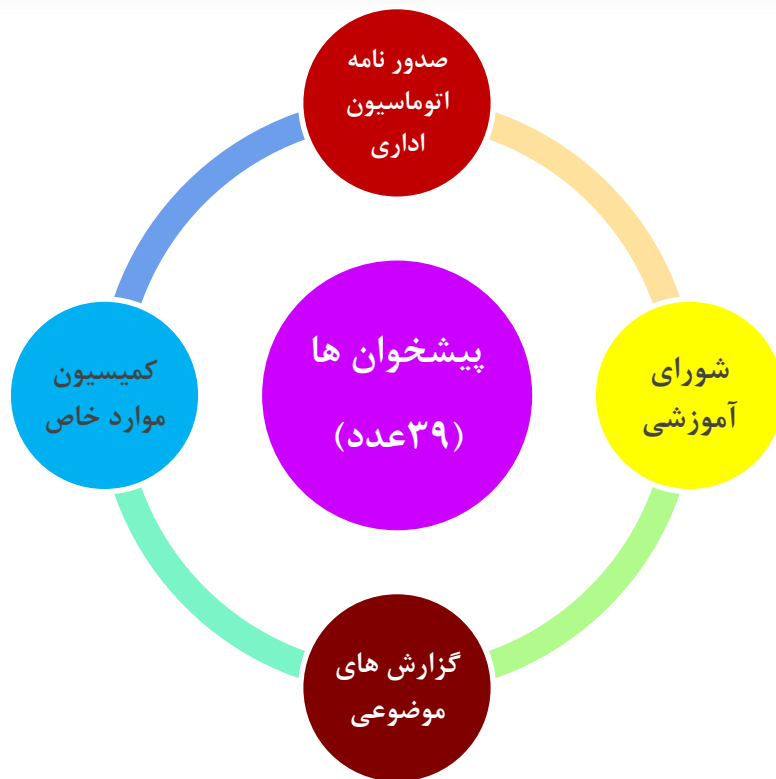 صدور نامه
اتوماسیون
اداری
شورای
آموزشی
پیشخوان ها
(۳۹عدد)
کمیسیون
موارد خاص
گزارش های
موضوعی